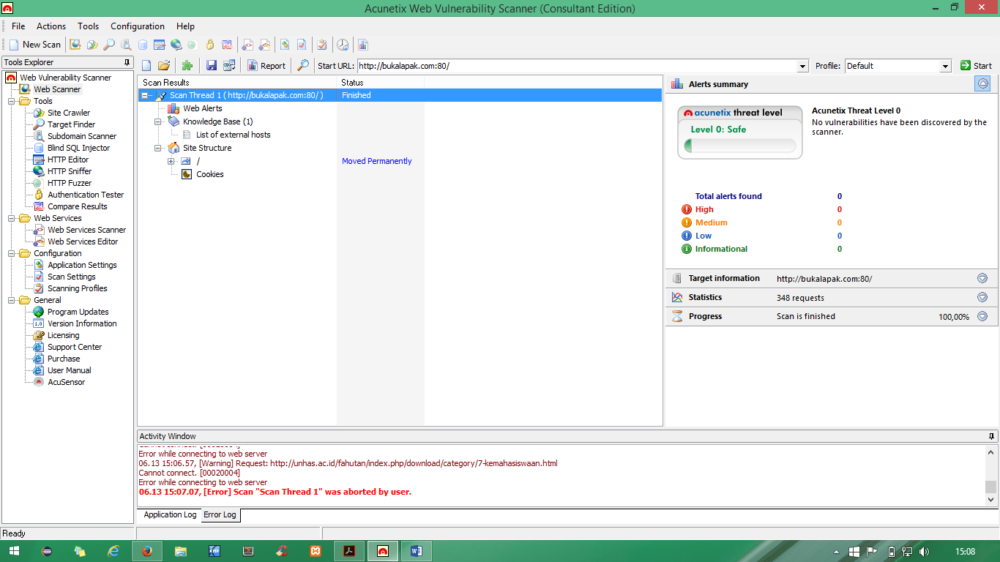 Acunetix Web Vulnerability Scanner (Consultant Edition)
File Actions Tools Configuration Help
New Scan
Tools Explorer
Web Vulnerability Scanner
Web Scanner
Tools
Site Crawler
Target Finder
Subdomain Scanner
Blind SQL Injector
HTTP Editor
HTTP Sniffer
HTTP Fuzzer
Authentication Tester
Compare Results
Web Services
Web Services Scanner
Web Services Editor
Configuration
Application Settings
Scan Settings
Scanning Profiles
General
Program Updates
1.0 Version Information
Licensing
Support Center
Purchase
User Manual
AcuSensor
Report Start URL: http://bukalapak.com:80/ Profile: Default Start
Scan Results Status
Scan Thread 1 ( http://bukalapak.com:80/ ) Finished
Web Alerts
Knowledge Base (1)
List of external hosts
Site Structure
/ Moved Permanently
Cookies
Alerts summary
acunetix threat level
Level 0: Safe
Acunetix Threat Level 0
No vulnerabilities have been discovered by the
scanner.
Total alerts found 0
High 0
Medium 0
Low 0
Informational 0
Target information http://bukalapak.com:80/
Statistics 348 requests
Progress Scan is finished 100,00%
Activity Window
Cannot connect. [00020004]
Error while connecting to web server
06.13 15:06.57, [Warning] Request: http://unhas.ac.id/fahutan/index.php/download/category/7-kemahasiswaan.html
Cannot connect. [00020004]
Error while connecting to web server
06.13 15:07.07, [Error] Scan "Scan Thread 1" was aborted by user.
Application Log Error Log
Ready
KMP
15:08